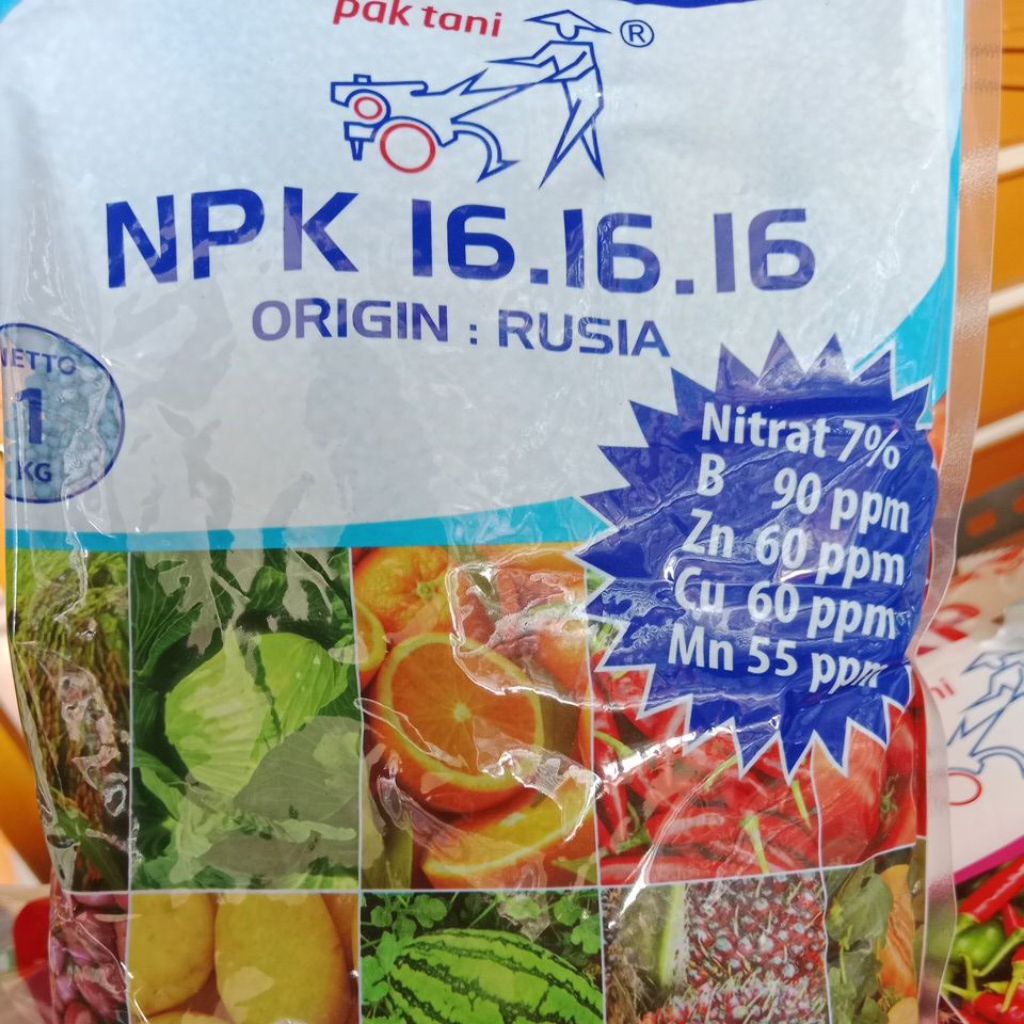 pak tani
®
NPK 16.16.16
ORIGIN : RUSIA
NETTO
1
KG
Nitrat 7%
B 90 ppm
Zn 60 ppm
Cu 60 ppm
Mn 55 ppm